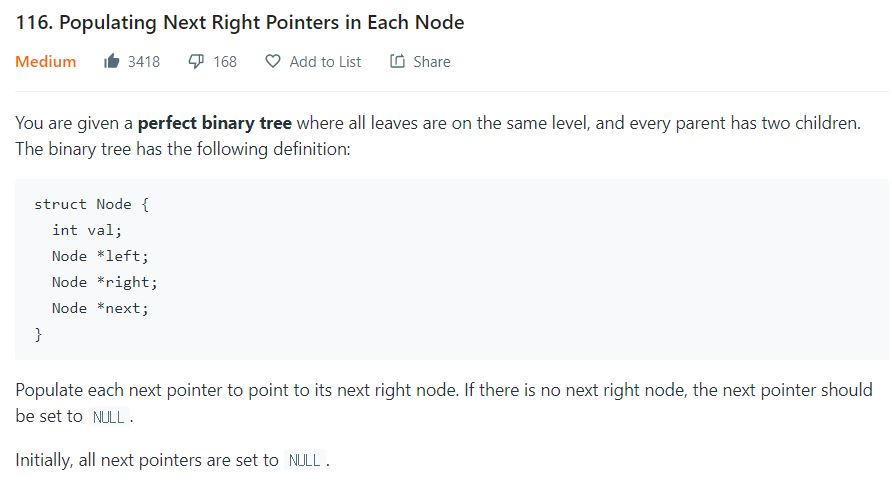 116. Populating Next Right Pointers in Each Node
Medium 3418 168 Add to List Share
You are given a perfect binary tree where all leaves are on the same level, and every parent has two children.
The binary tree has the following definition:
struct Node {
  int val;
  Node *left;
  Node *right;
  Node *next;
}
Populate each next pointer to point to its next right node. If there is no next right node, the next pointer should
be set to NULL .
Initially, all next pointers are set to NULL .